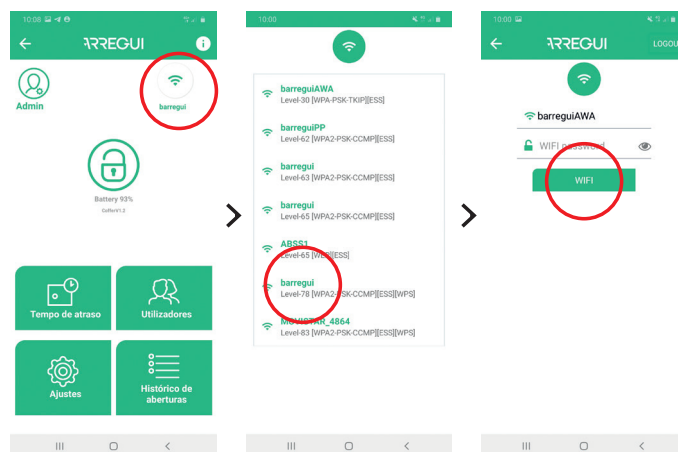 10:08
ARREGUI
Admin
barregui
Battery 93%
CofferV1.2
Tempo de atraso
Utilizadores
Ajustes
Histórico de
aberturas
10:00
barreguiAWA
Level-30 [WPA-PSK-TKIP][ESS]
barreguiPP
Level-62 [WPA2-PSK-CCMP][ESS]
barregui
Level-63 [WPA2-PSK-CCMP][ESS]
barregui
Level-65 [WPA2-PSK-CCMP][ESS]
ABSS1
Level-65 [WEP][ESS]
barregui
Level-78 [WPA2-PSK-CCMP][ESS][WPS]
MOVISTAR_4864
Level-83 [WPA2-PSK-CCMP][ESS][WPS]
10:00
ARREGUI
LOGOU
barreguiAWA
WIFI password
WIFI